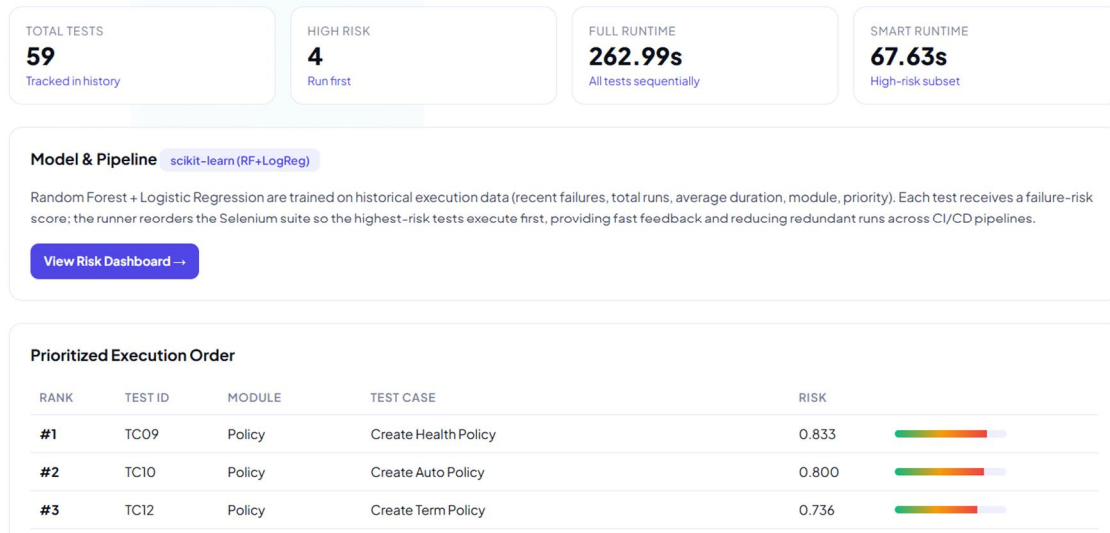 TOTAL TESTS
59
Tracked in history
HIGH RISK
4
Run first
FULL RUNTIME
262.99s
All tests sequentially
SMART RUNTIME
67.63s
High-risk subset
Model & Pipeline scikit-learn (RF+LogReg)
Random Forest + Logistic Regression are trained on historical execution data (recent failures, total runs, average duration, module, priority). Each test receives a failure-risk
score; the runner reorders the Selenium suite so the highest-risk tests execute first, providing fast feedback and reducing redundant runs across CI/CD pipelines.
View Risk Dashboard →
Prioritized Execution Order
RANK TEST ID MODULE TEST CASE RISK
#1 TC09 Policy Create Health Policy 0.833
#2 TC10 Policy Create Auto Policy 0.800
#3 TC12 Policy Create Term Policy 0.736